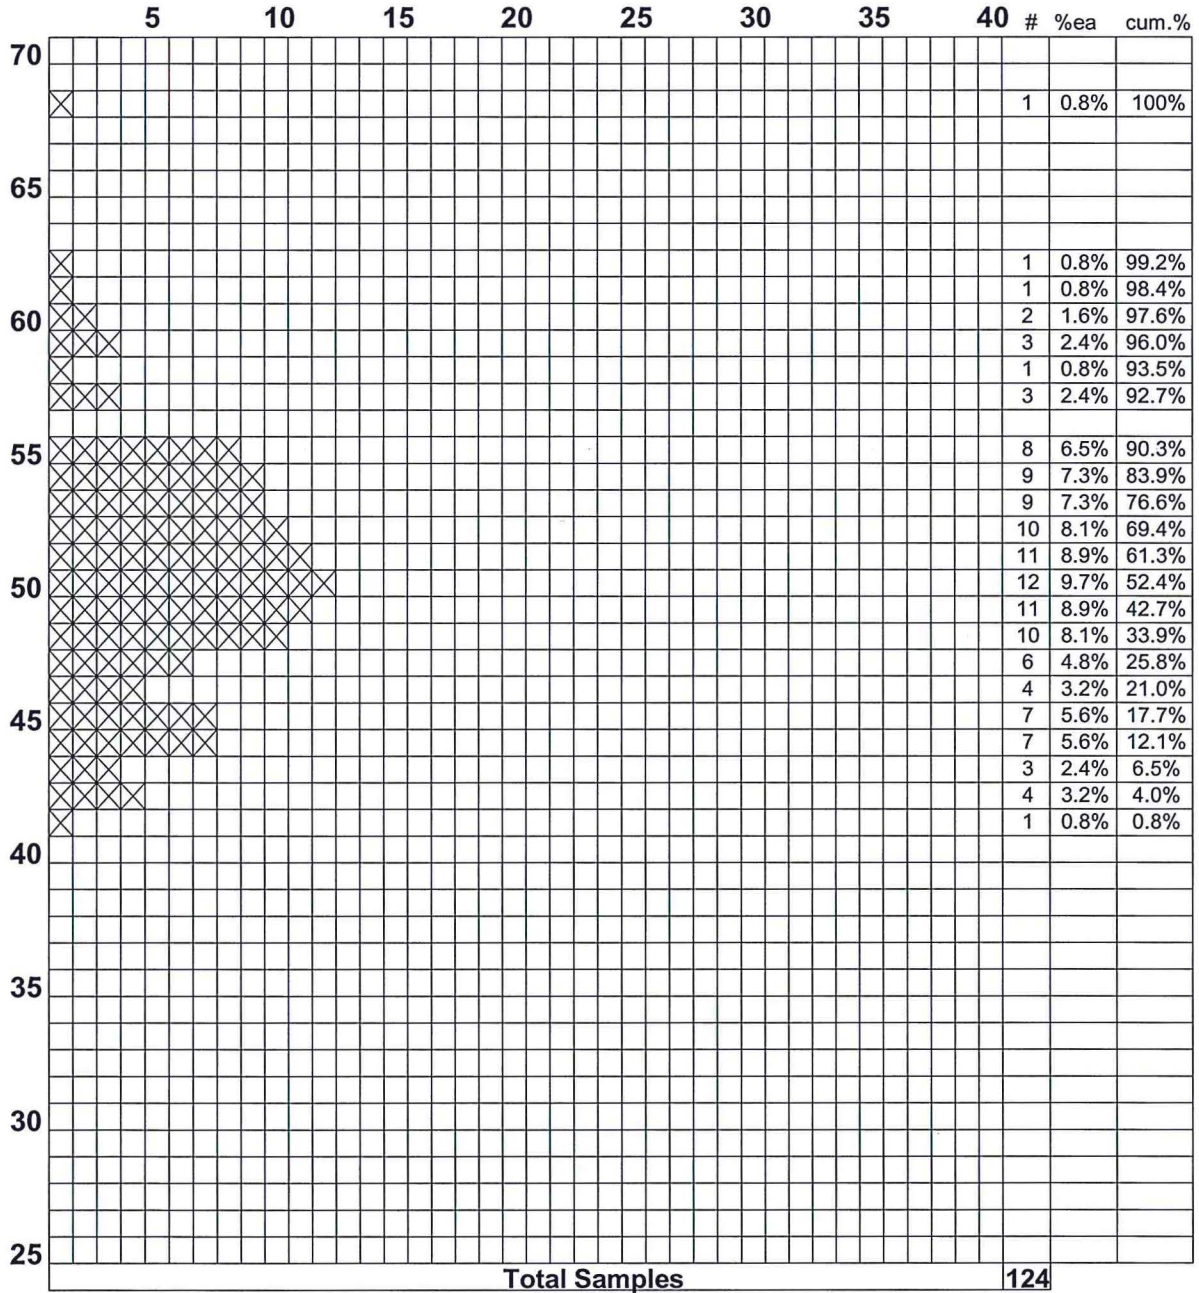 5 10 15 20 25 30 35 40 # %ea cum.%
70
1 0.8% 100%
65
1 0.8% 99.2%
1 0.8% 98.4%
60 2 1.6% 97.6%
3 2.4% 96.0%
1 0.8% 93.5%
3 2.4% 92.7%
55 8 6.5% 90.3%
9 7.3% 83.9%
9 7.3% 76.6%
10 8.1% 69.4%
11 8.9% 61.3%
50 12 9.7% 52.4%
11 8.9% 42.7%
10 8.1% 33.9%
6 4.8% 25.8%
4 3.2% 21.0%
45 7 5.6% 17.7%
7 5.6% 12.1%
3 2.4% 6.5%
4 3.2% 4.0%
1 0.8% 0.8%
40
35
30
25
Total Samples 124